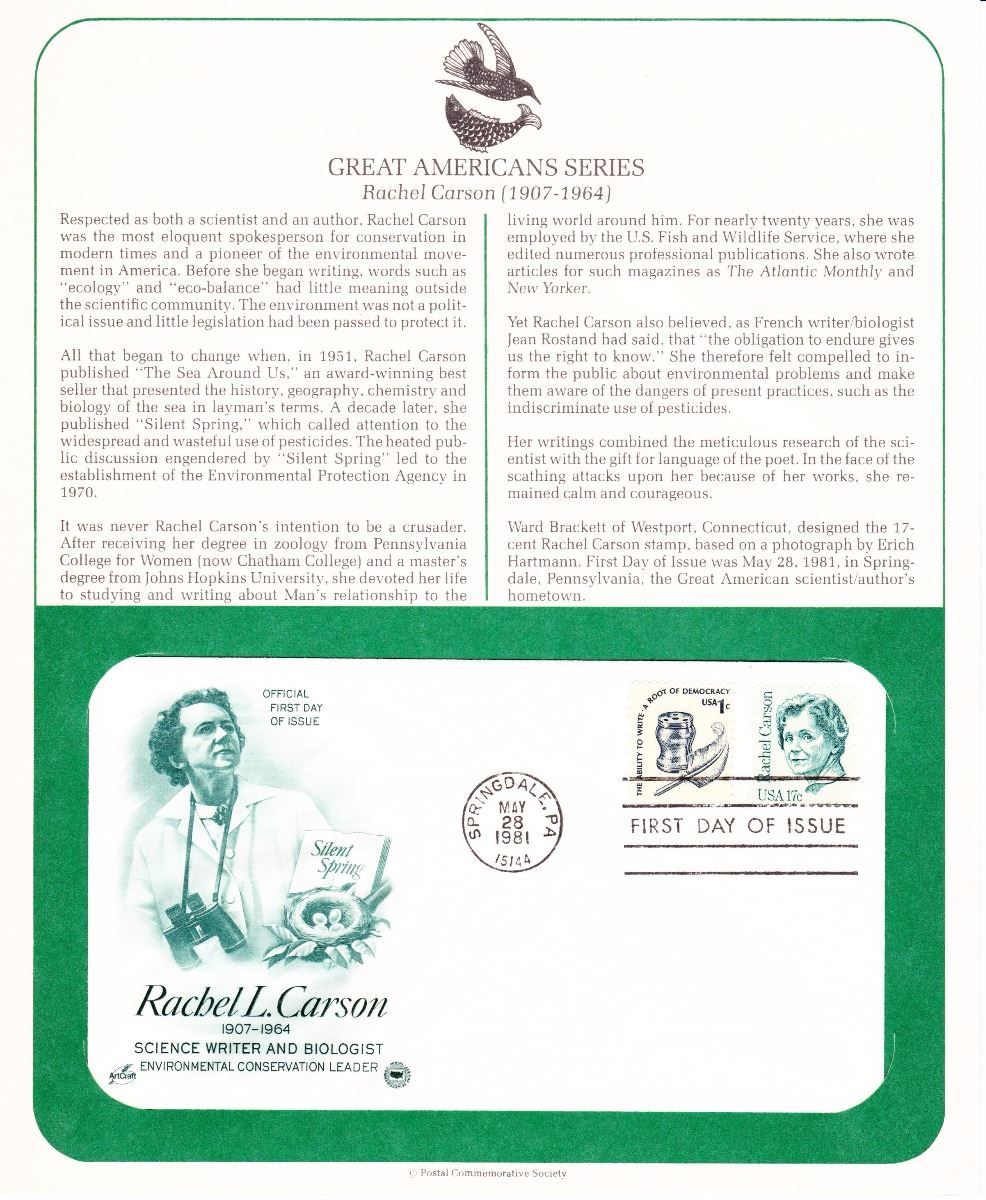 GREAT AMERICANS SERIES
Rachel Carson (1907-1964)
Respected as both a scientist and an author, Rachel Carson
was the most eloquent spokesperson for conservation in
modern times and a pioneer of the environmental move-
ment in America. Before she began writing, words such as
“ecology” and “eco-balance” had little meaning outside
the scientific community. The environment was not a polit-
ical issue and little legislation had been passed to protect it.
All that began to change when, in 1951, Rachel Carson
published “The Sea Around Us,” an award-winning best
seller that presented the history, geography, chemistry and
biology of the sea in layman's terms. A decade later, she
published “Silent Spring,” which called attention to the
widespread and wasteful use of pesticides. The heated pub-
lic discussion engendered by “Silent Spring” led to the
establishment of the Environmental Protection Agency in
1970.
It was never Rachel Carson's intention to be a crusader.
After receiving her degree in zoology from Pennsylvania
College for Women (now Chatham College) and a master's
degree from Johns Hopkins University, she devoted her life
to studying and writing about Man's relationship to the
living world around him. For nearly twenty years, she was
employed by the U.S. Fish and Wildlife Service, where she
edited numerous professional publications. She also wrote
articles for such magazines as The Atlantic Monthly and
New Yorker.
Yet Rachel Carson also believed, as French writer/biologist
Jean Rostand had said, that “the obligation to endure gives
us the right to know.” She therefore felt compelled to in-
form the public about environmental problems and make
them aware of the dangers of present practices, such as the
indiscriminate use of pesticides.
Her writings combined the meticulous research of the sci-
entist with the gift for language of the poet. In the face of the
scathing attacks upon her because of her works, she re-
mained calm and courageous.
Ward Brackett of Westport, Connecticut, designed the 17-
cent Rachel Carson stamp, based on a photograph by Erich
Hartmann. First Day of Issue was May 28, 1981, in Spring-
dale, Pennsylvania, the Great American scientist/author's
hometown.
OFFICIAL
FIRST DAY
OF ISSUE
Silent
Spring
Rachel L. Carson
1907-1964
SCIENCE WRITER AND BIOLOGIST
ENVIRONMENTAL CONSERVATION LEADER
ArtCraft
SPRINGDALE, PA
MAY
28
1981
15144
THE ABILITY TO WRITE·A ROOT OF DEMOCRACY
USA 1c
Rachel Carson
USA 17c
FIRST DAY OF ISSUE
© Postal Commemorative Society